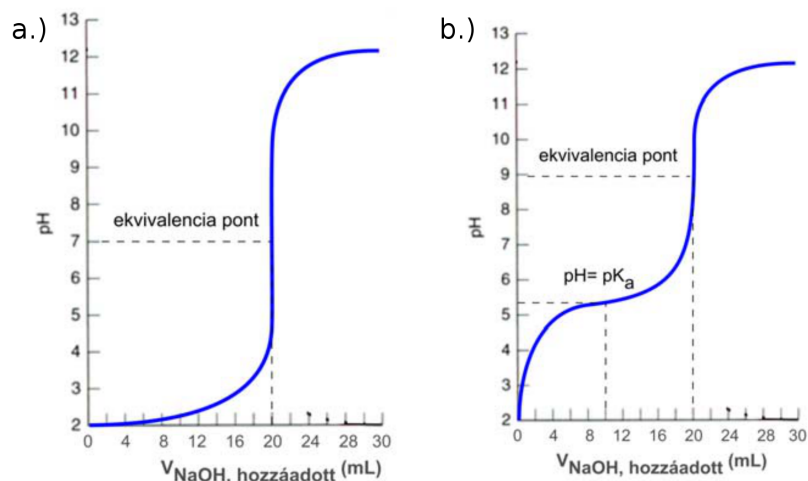 a.)
13
12
11
10
9
8
7
6
5
4
3
2
pH
ekvivalencia pont
0 4 8 12 16 20 24 28 30
VNaOH, hozzáadott (mL)
b.)
13
12
11
10
9
8
7
6
5
4
3
2
pH
ekvivalencia pont
pH= pKa
0 4 8 12 16 20 24 28 30
VNaOH, hozzáadott (mL)